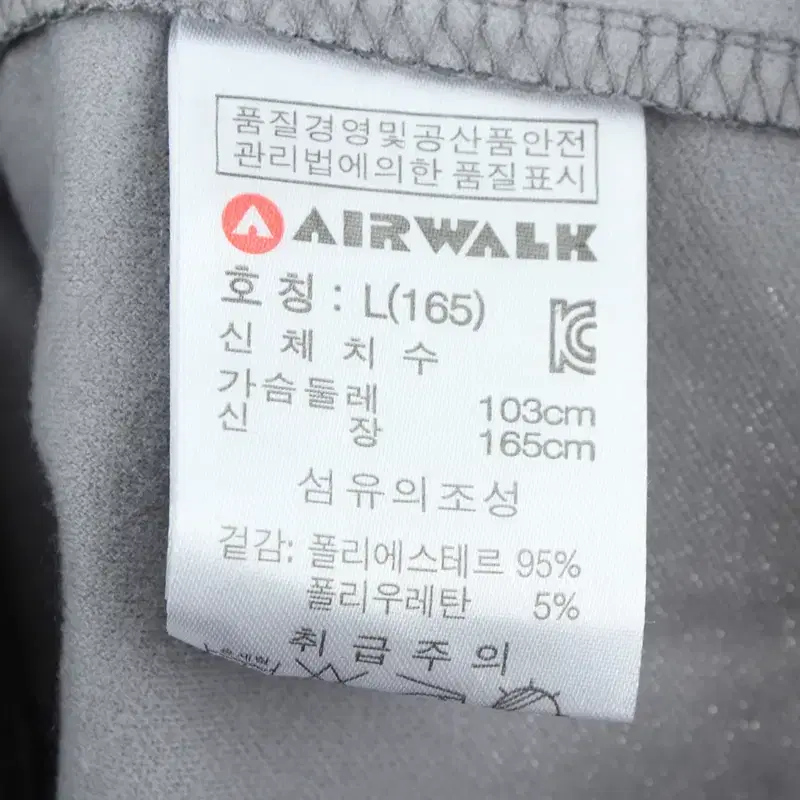 품질경영및공산품안전
관리법에의한 품질표시
AIRWALK
호칭 : L(165)
신체치수
가슴둘레 103cm
신장 165cm
섬유의조성
겉감: 폴리에스테르 95%
폴리우레탄 5%
취급주의